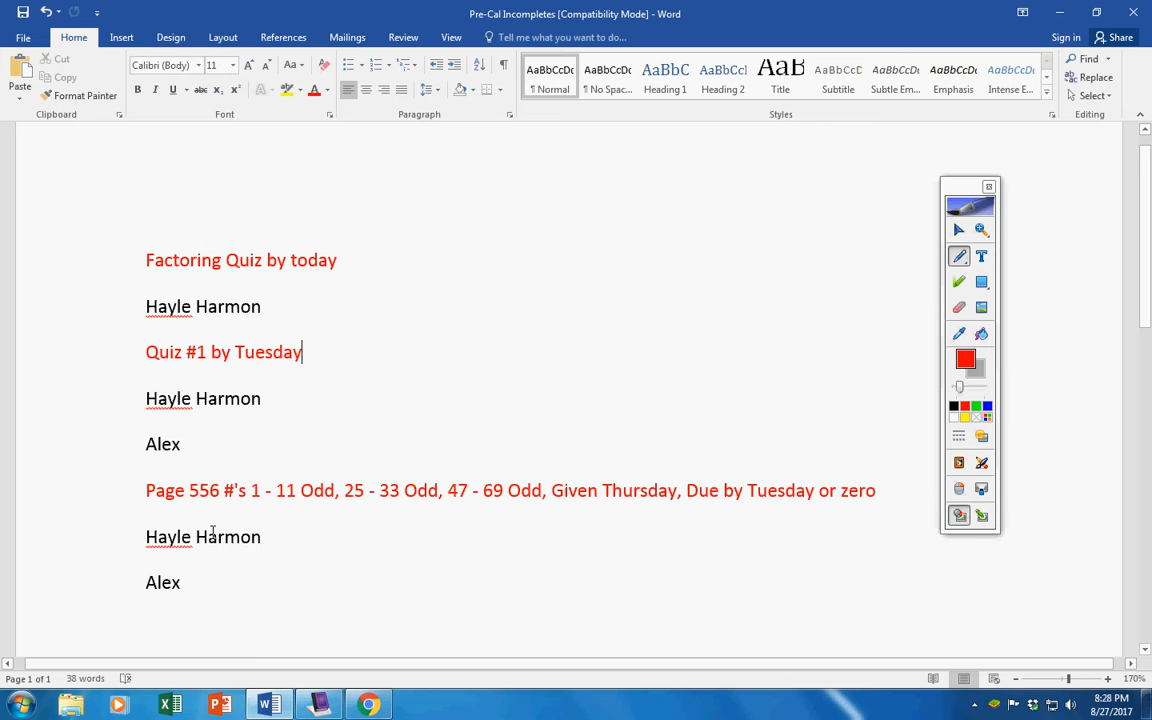 Pre-Cal Incompletes [Compatibility Mode] - Word
File Home Insert Design Layout References Mailings Review View Tell me what you want to do... Sign in Share
Paste Cut Copy Format Painter
Calibri (Body) 11
AaBbCcDc AaBbCcDc AaBbC AaBbCcD AaB AaBbCcD AaBbCcDc AaBbCcDc AaBbCcDc
¶ Normal ¶ No Spac... Heading 1 Heading 2 Title Subtitle Subtle Em... Emphasis Intense E...
Find Replace Select
Clipboard Font Paragraph Styles Editing
Factoring Quiz by today
Hayle Harmon
Quiz #1 by Tuesday
Hayle Harmon
Alex
Page 556 #'s 1 - 11 Odd, 25 - 33 Odd, 47 - 69 Odd, Given Thursday, Due by Tuesday or zero
Hayle Harmon
Alex
Page 1 of 1 38 words 170%
8:28 PM
8/27/2017